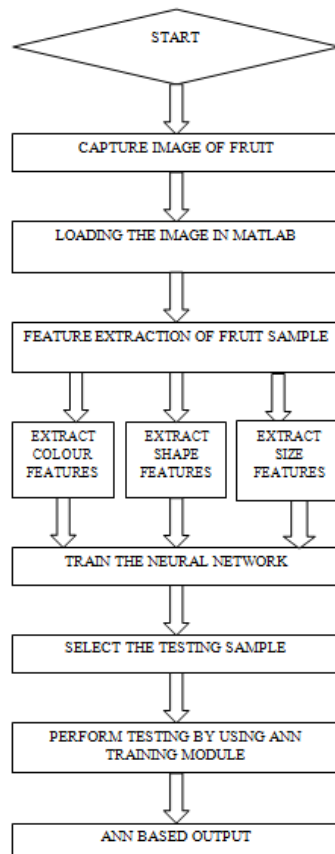 START
CAPTURE IMAGE OF FRUIT
LOADING THE IMAGE IN MATLAB
FEATURE EXTRACTION OF FRUIT SAMPLE
EXTRACT
COLOUR
FEATURES
EXTRACT
SHAPE
FEATURES
EXTRACT
SIZE
FEATURES
TRAIN THE NEURAL NETWORK
SELECT THE TESTING SAMPLE
PERFORM TESTING BY USING ANN
TRAINING MODULE
ANN BASED OUTPUT